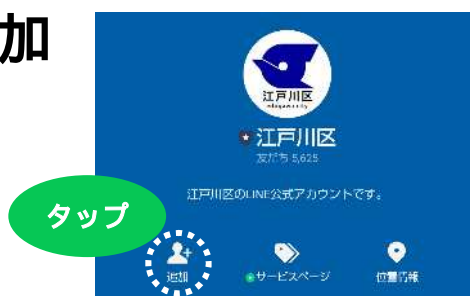 加
江戸川区
江戸川区
友だち 5,625
江戸川区のLINE公式アカウントです。
タップ
追加
サービスページ
位置情報